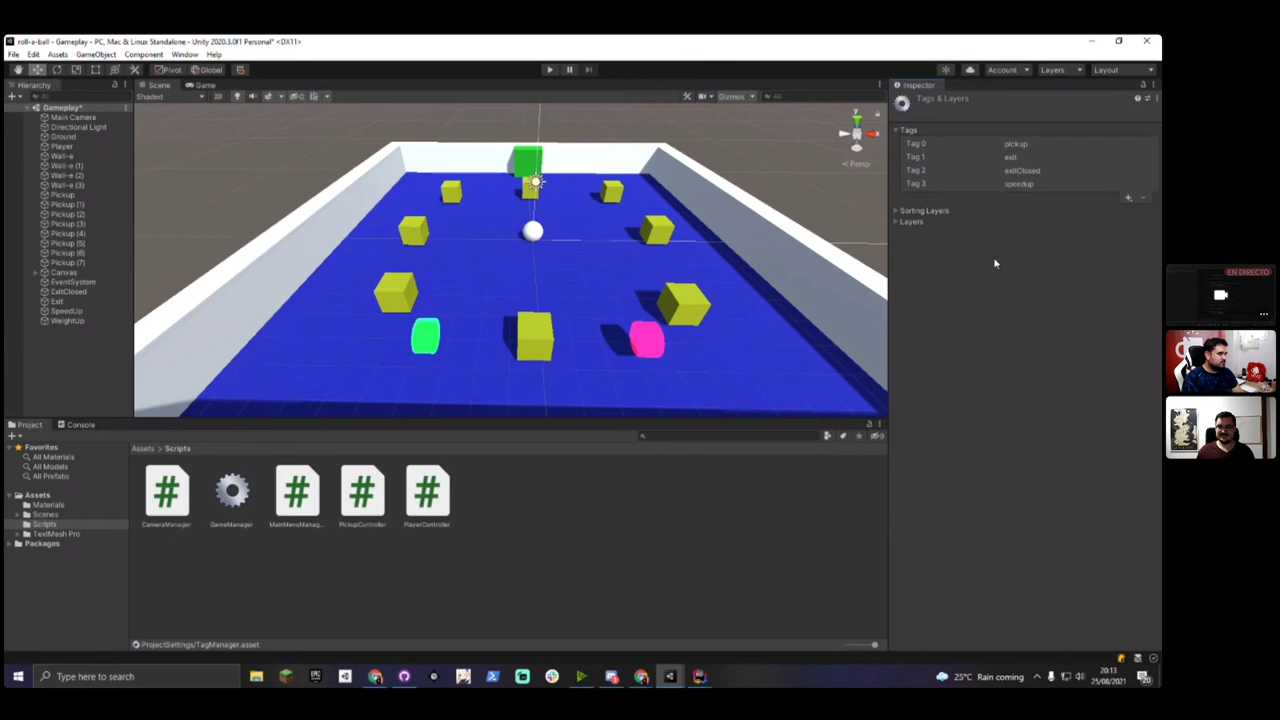 roll-a-ball - Gameplay - PC, Mac & Linux Standalone - Unity 2020.3.0f1 Personal* <DX11>
File Edit Assets GameObject Component Window Help
Pivot Global Account Layers Layout
Hierarchy
All
Gameplay*
Main Camera
Directional Light
Ground
Player
Wall-e
Wall-e (1)
Wall-e (2)
Wall-e (3)
Pickup
Pickup (1)
Pickup (2)
Pickup (3)
Pickup (4)
Pickup (5)
Pickup (6)
Pickup (7)
Canvas
EventSystem
ExitClosed
Exit
SpeedUp
WeightUp
Scene Game
Shaded 2D Gizmos All
y
x
Persp
Inspector
Tags & Layers
Tags
Tag 0 pickup
Tag 1 exit
Tag 2 exitClosed
Tag 3 speedup
Sorting Layers
Layers
Project Console
Favorites
All Materials
All Models
All Prefabs
Assets
Materials
Scenes
Scripts
TextMesh Pro
Packages
Assets > Scripts
CameraManager GameManager MainMenuManag... PickupController PlayerController
ProjectSettings/TagManager.asset
EN DIRECTO
Type here to search
25°C Rain coming
20:13
25/08/2021
20